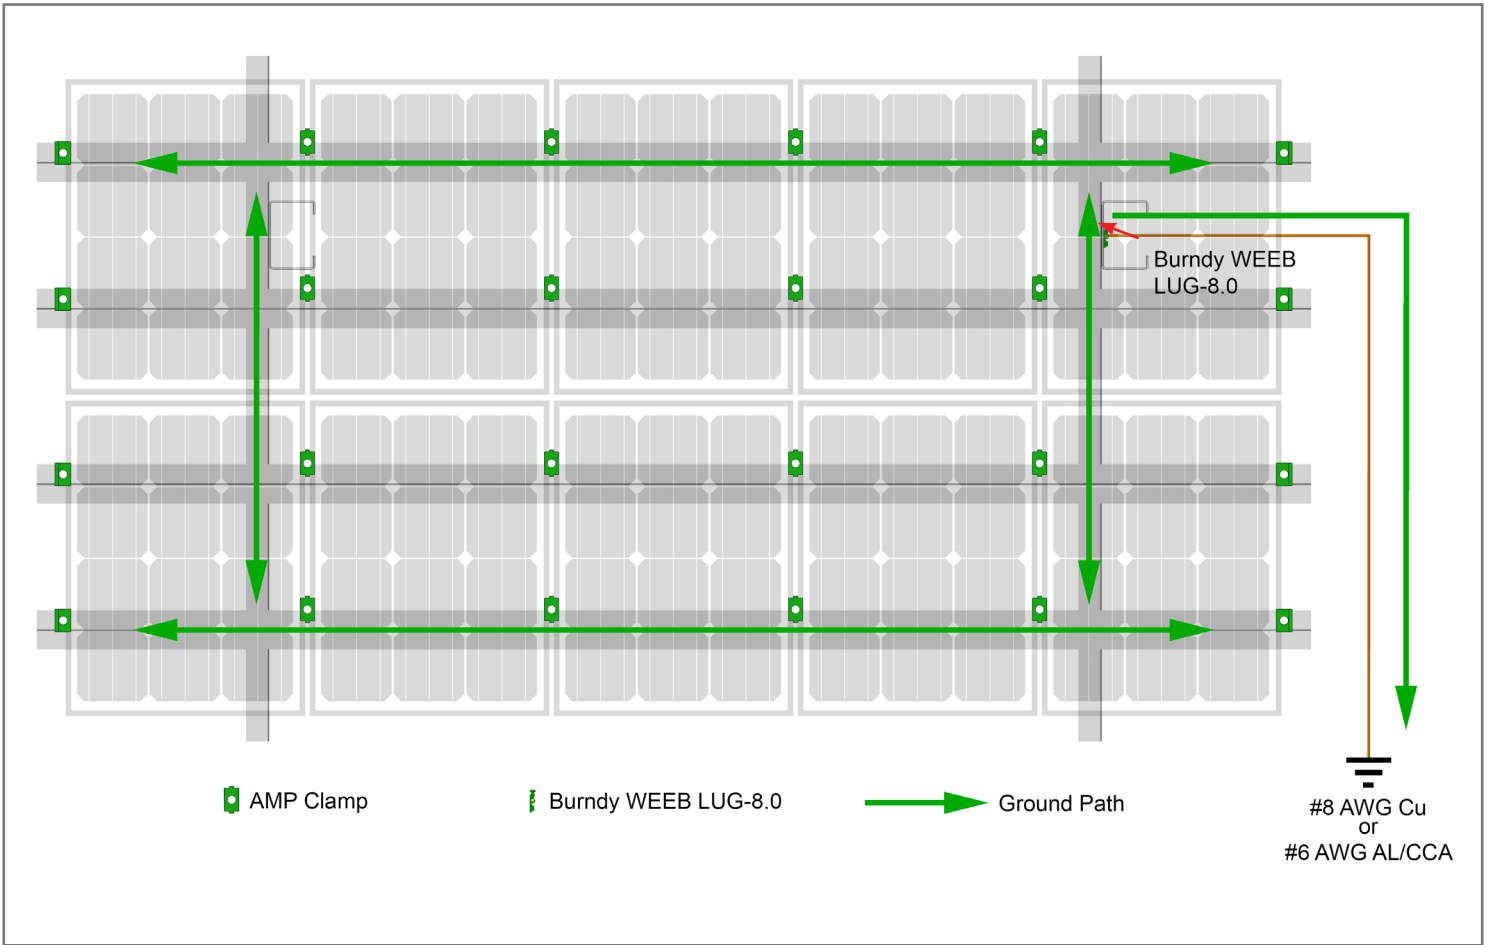 Burndy WEEB
LUG-8.0
AMP Clamp
Burndy WEEB LUG-8.0
Ground Path
#8 AWG Cu
or
#6 AWG AL/CCA